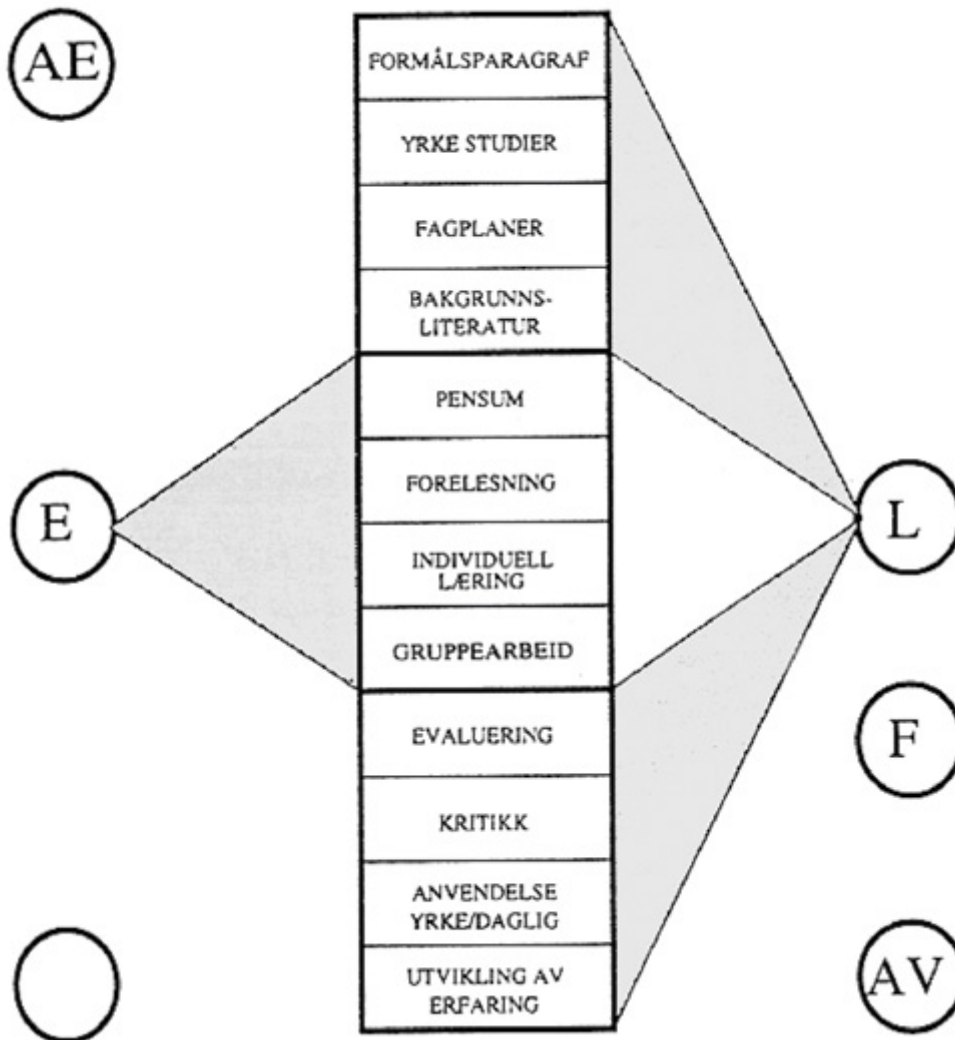 AE
FORMÅLSPARAGRAF
YRKE STUDIER
FAGPLANER
BAKGRUNNS-
LITERATUR
PENSUM
FORELESNING
E
L
INDIVIDUELL
LÆRING
GRUPPEARBEID
EVALUERING
F
KRITIKK
ANVENDELSE
YRKE/DAGLIG
UTVIKLING AV
ERFARING
AV